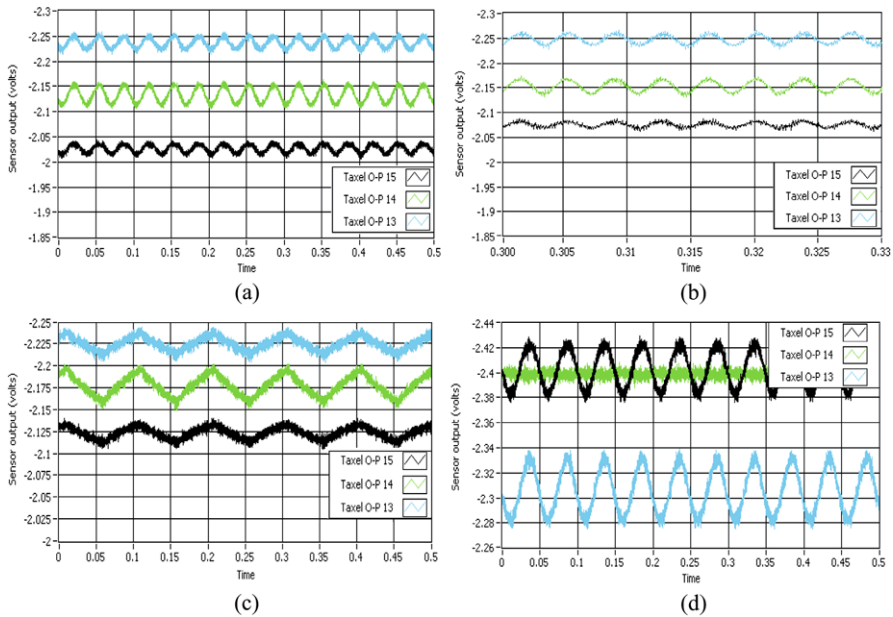 -2.3
-2.25
-2.2
-2.15
-2.1
-2.05
-2
-1.95
-1.9
-1.85
Sensor output (volts)
0 0.05 0.1 0.15 0.2 0.25 0.3 0.35 0.4 0.45 0.5
Time
Taxel O-P 15
Taxel O-P 14
Taxel O-P 13
(a)
-2.3
-2.25
-2.2
-2.15
-2.1
-2.05
-2
-1.95
-1.9
-1.85
Sensor output (volts)
0.300 0.305 0.31 0.315 0.32 0.325 0.33
Time
Taxel O-P 15
Taxel O-P 14
Taxel O-P 13
(b)
-2.25
-2.225
-2.2
-2.175
-2.15
-2.125
-2.1
-2.075
-2.05
-2.025
-2
Sensor output (volts)
0 0.05 0.1 0.15 0.2 0.25 0.3 0.35 0.4 0.45 0.5
Time
Taxel O-P 15
Taxel O-P 14
Taxel O-P 13
(c)
-2.44
-2.42
-2.4
-2.38
-2.36
-2.34
-2.32
-2.3
-2.28
-2.26
Sensor output (volts)
0 0.05 0.1 0.15 0.2 0.25 0.3 0.35 0.4 0.45 0.5
Time
Taxel O-P 15
Taxel O-P 14
Taxel O-P 13
(d)